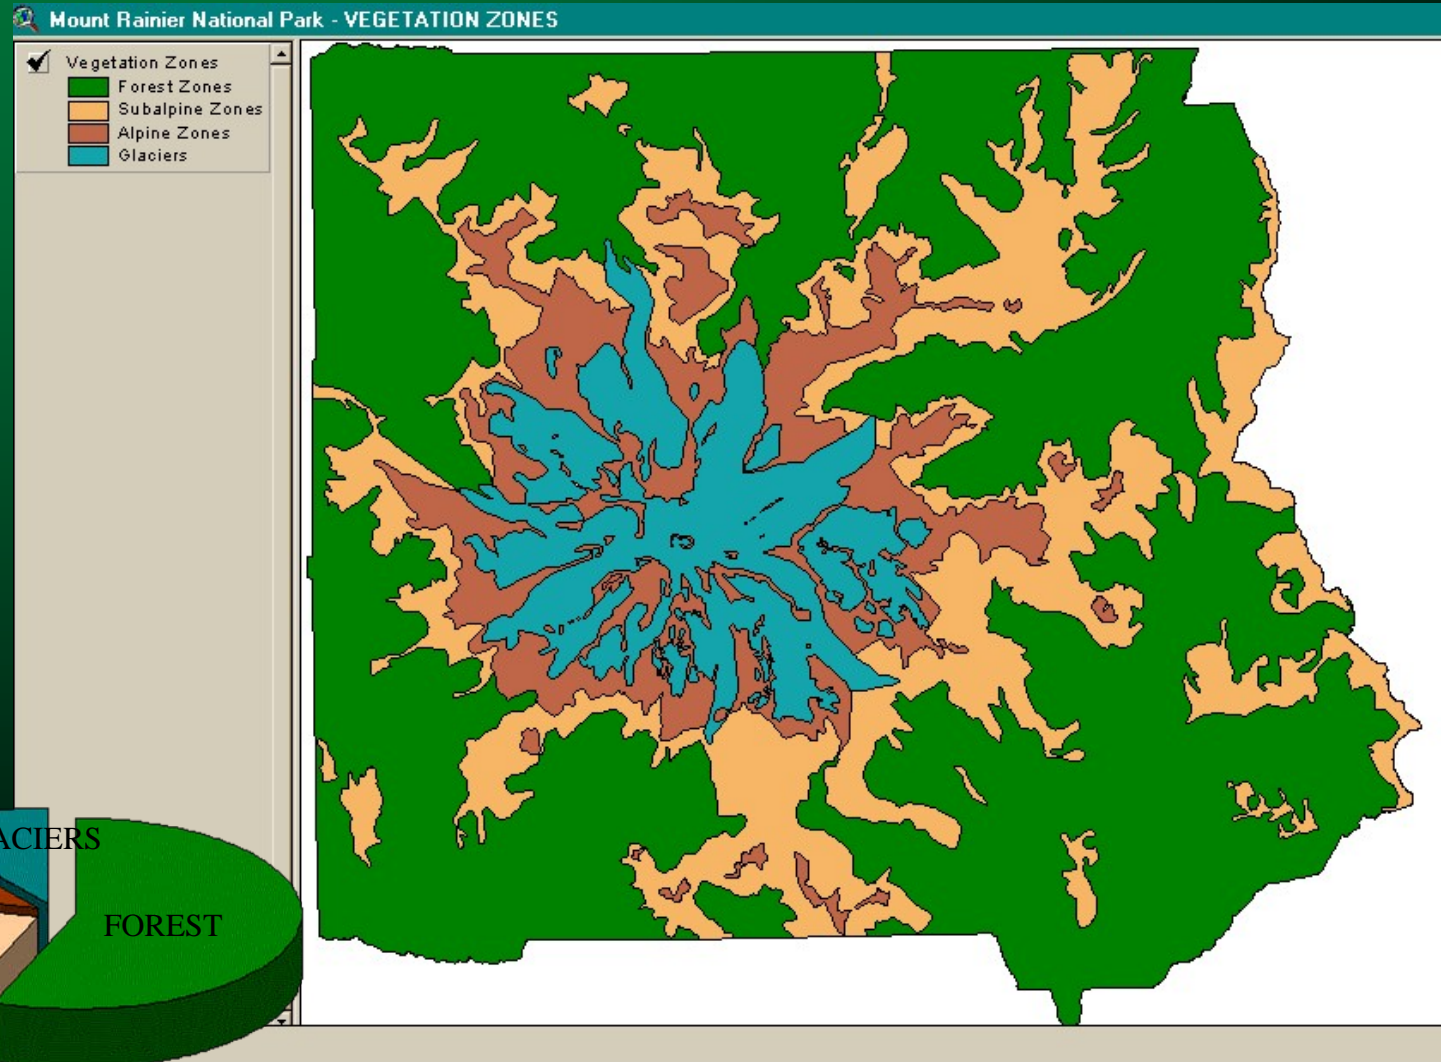 Mount Rainier National Park - VEGETATION ZONES
Vegetation Zones
Forest Zones
Subalpine Zones
Alpine Zones
Glaciers
ACIERS
FOREST